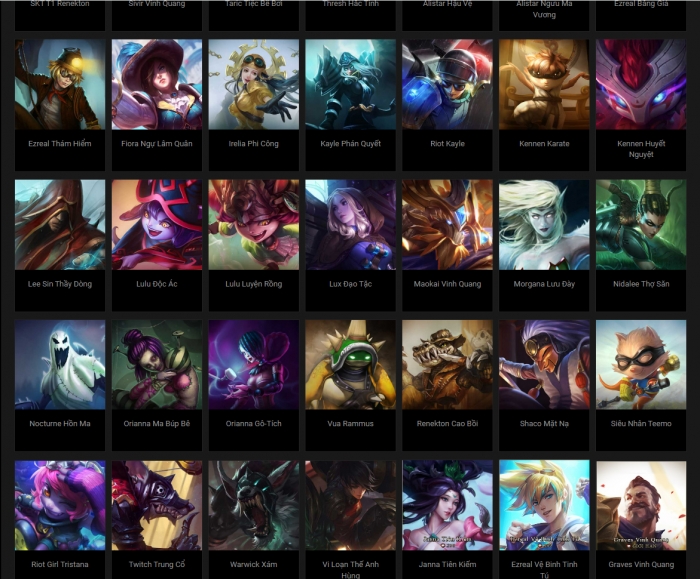 SKT T1 Renekton
Sivir Vinh Quang
Taric Tiệc Bể Bơi
Thresh Hắc Tinh
Alistar Hậu Vệ
Alistar Ngưu Ma
Vương
Ezreal Băng Giá
Ezreal Thám Hiểm
Fiora Ngự Lâm Quân
Irelia Phi Công
Kayle Phán Quyết
Riot Kayle
Kennen Karate
Kennen Huyết
Nguyệt
Lee Sin Thầy Dòng
Lulu Độc Ác
Lulu Luyện Rồng
Lux Đạo Tặc
Maokai Vinh Quang
Morgana Lưu Đày
Nidalee Thợ Săn
Nocturne Hồn Ma
Orianna Ma Búp Bê
Orianna Gô-Tích
Vua Rammus
Renekton Cao Bồi
Shaco Mặt Nạ
Siêu Nhân Teemo
Riot Girl Tristana
Twitch Trung Cổ
Warwick Xám
Vi Loạn Thế Anh
Hùng
Janna Tiên Kiếm
Ezreal Vệ Binh Tinh
Tú
Graves Vinh Quang